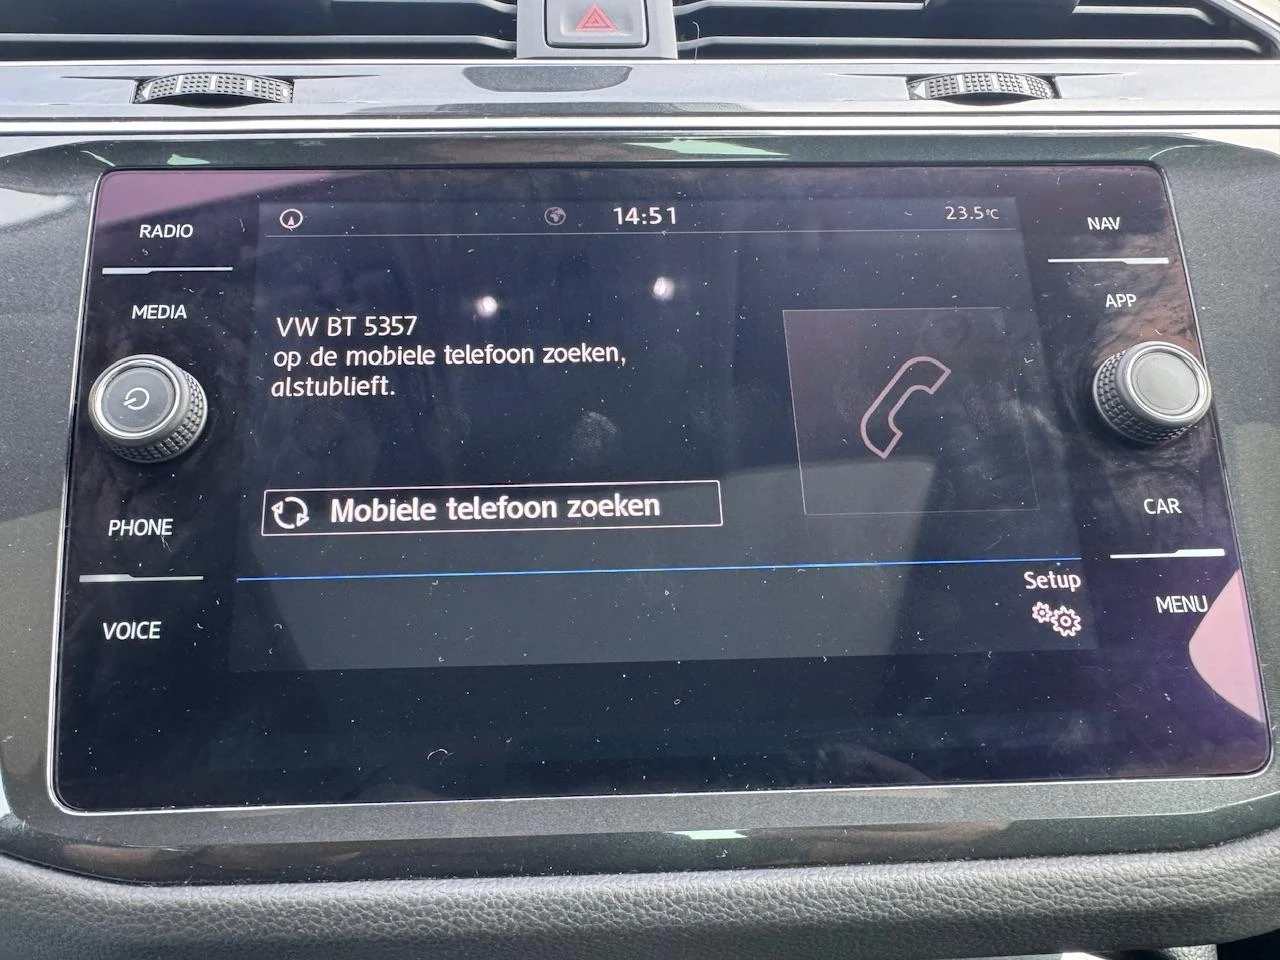 14:51
23.5°C
RADIO
NAV
MEDIA
APP
VW BT 5357
op de mobiele telefoon zoeken,
alstublieft.
Mobiele telefoon zoeken
PHONE
CAR
Setup
VOICE
MENU